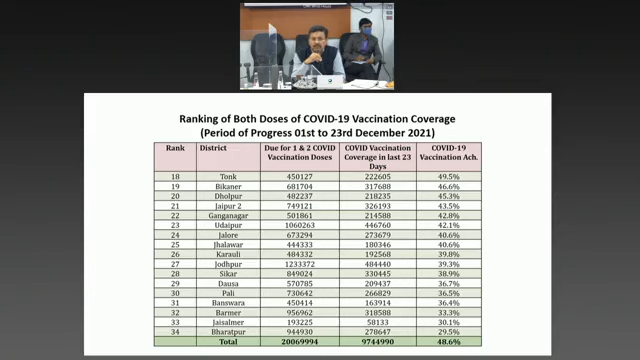 Ranking of Both Doses of COVID-19 Vaccination Coverage
(Period of Progress 01st to 23rd December 2021)
Rank District Due for 1 & 2 COVID Vaccination Doses COVID Vaccination Coverage in last 23 Days COVID-19 Vaccination Ach.
18 Tonk 450127 222605 49.5%
19 Bikaner 681704 317688 46.6%
20 Dholpur 482237 218235 45.3%
21 Jaipur 2 749121 326193 43.5%
22 Ganganagar 501861 214588 42.8%
23 Udaipur 1060263 446760 42.1%
24 Jalore 673294 273679 40.6%
25 Jhalawar 444333 180346 40.6%
26 Karauli 484332 192568 39.8%
27 Jodhpur 1233372 484440 39.3%
28 Sikar 849024 330445 38.9%
29 Dausa 570785 209437 36.7%
30 Pali 730642 266829 36.5%
31 Banswara 450414 163914 36.4%
32 Barmer 956962 318588 33.3%
33 Jaisalmer 193225 58133 30.1%
34 Bharatpur 944930 278647 29.5%
Total 20069994 9744990 48.6%